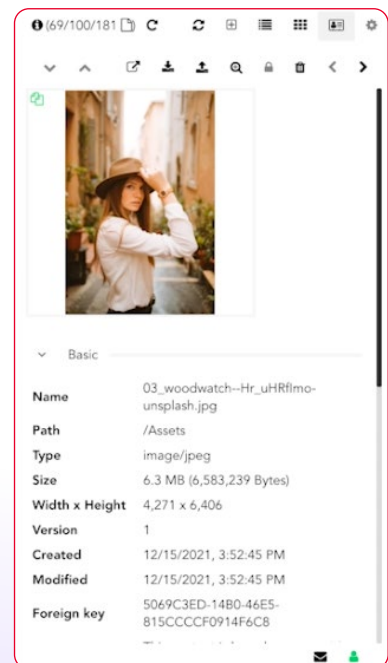 (69/100/181
Basic
Name 03_woodwatch--Hr_uHRflmo-
unsplash.jpg
Path /Assets
Type image/jpeg
Size 6.3 MB (6,583,239 Bytes)
Width x Height 4,271 x 6,406
Version 1
Created 12/15/2021, 3:52:45 PM
Modified 12/15/2021, 3:52:45 PM
Foreign key 5069C3ED-14B0-46E5-
815CCCCF0914F6C8